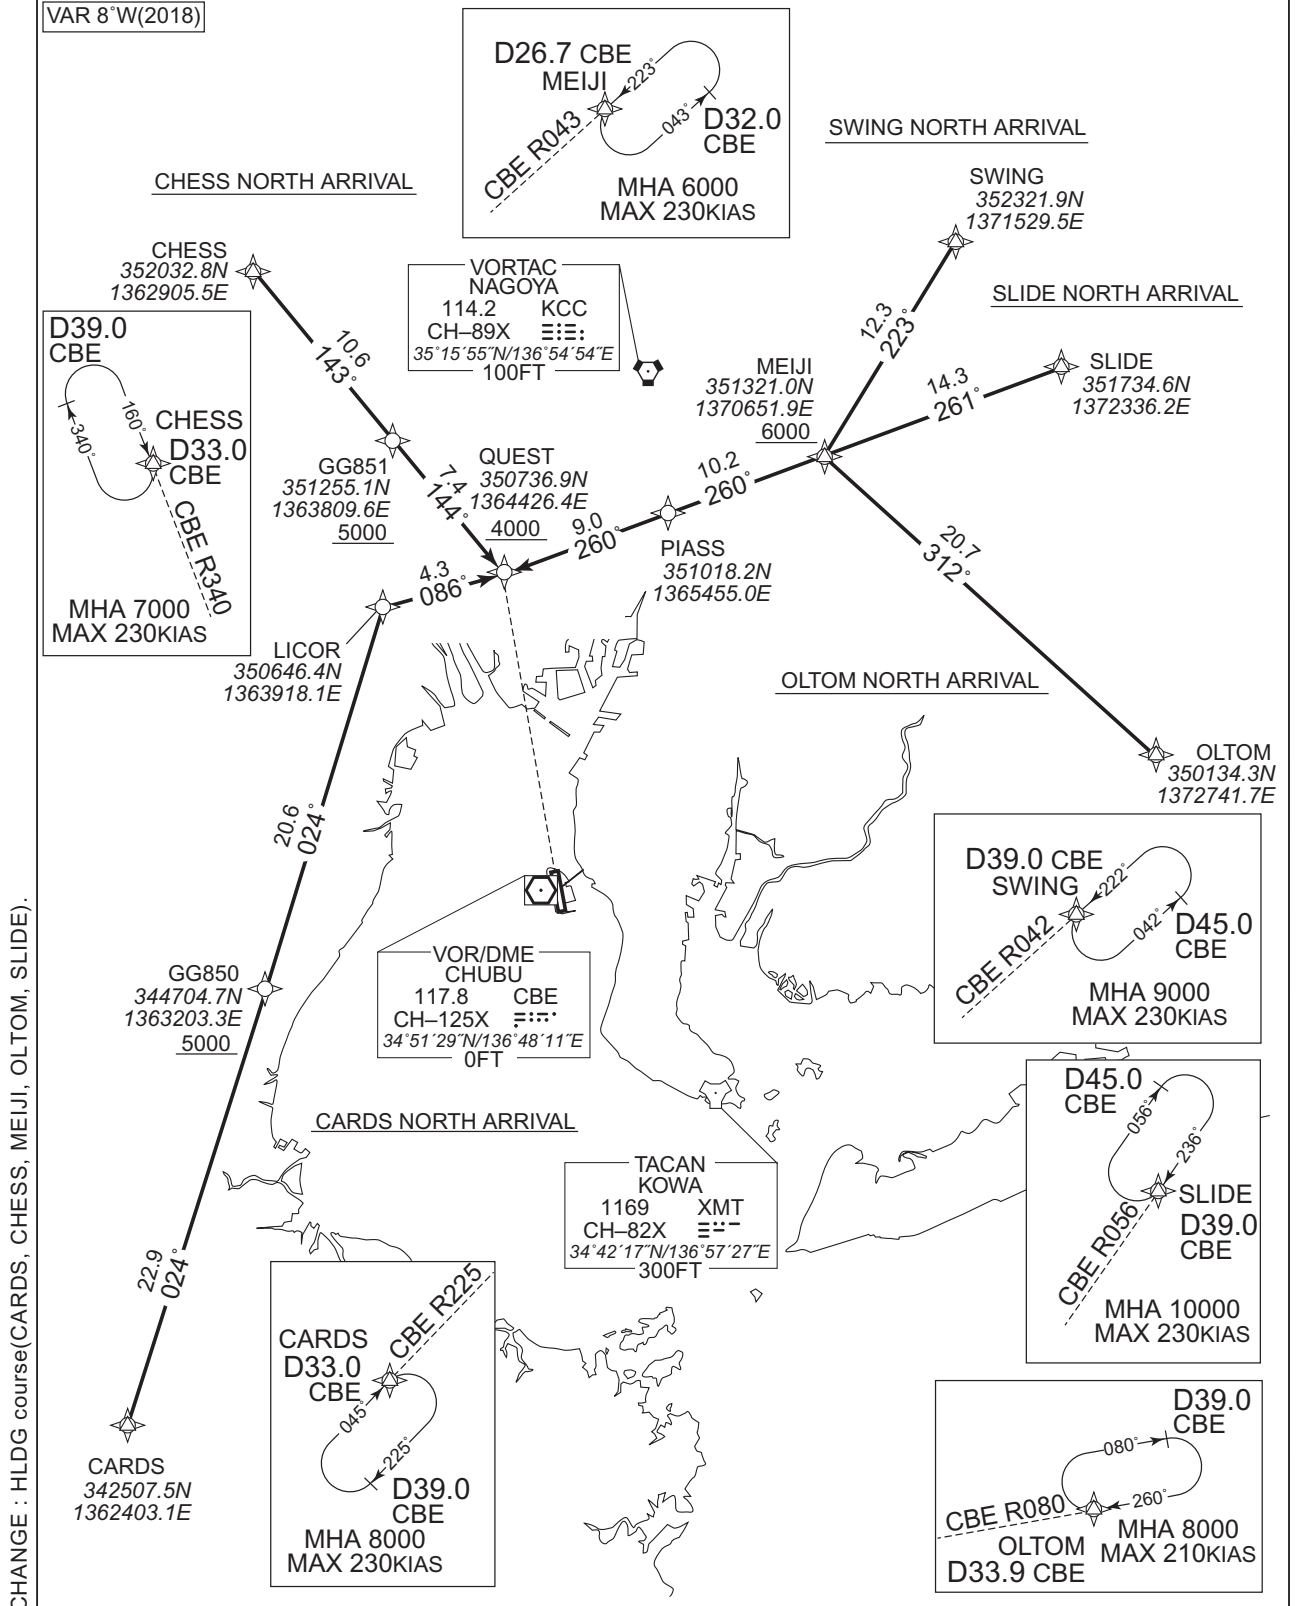 VAR 8°W(2018)
D26.7 CBE
MEIJI
223°
043°
D32.0
CBE
CBE R043
MHA 6000
MAX 230KIAS
CHESS NORTH ARRIVAL
SWING NORTH ARRIVAL
SWING
352321.9N
1371529.5E
CHESS
352032.8N
1362905.5E
VORTAC
NAGOYA
114.2 KCC
CH–89X
35°15´55˝N/136°54´54˝E
100FT
SLIDE NORTH ARRIVAL
12.3
223°
SLIDE
351734.6N
1372336.2E
14.3
261°
MEIJI
351321.0N
1370651.9E
6000
10.6
143°
D39.0
CBE
160°
340°
CHESS
D33.0
CBE
CBE R340
MHA 7000
MAX 230KIAS
GG851
351255.1N
1363809.6E
5000
7.4
144°
QUEST
350736.9N
1364426.4E
4000
10.2
260°
9.0
260°
PIASS
351018.2N
1365455.0E
4.3
086°
LICOR
350646.4N
1363918.1E
20.7
312°
OLTOM NORTH ARRIVAL
OLTOM
350134.3N
1372741.7E
20.6
024°
D39.0 CBE
SWING
222°
042°
D45.0
CBE
CBE R042
MHA 9000
MAX 230KIAS
GG850
344704.7N
1363203.3E
5000
VOR/DME
CHUBU
117.8 CBE
CH–125X
34°51´29˝N/136°48´11˝E
0FT
CARDS NORTH ARRIVAL
TACAN
KOWA
1169 XMT
CH–82X
34°42´17˝N/136°57´27˝E
300FT
D45.0
CBE
056°
236°
SLIDE
D39.0
CBE
CBE R056
MHA 10000
MAX 230KIAS
22.9
024°
CARDS
342507.5N
1362403.1E
CBE R225
CARDS
D33.0
CBE
045°
225°
D39.0
CBE
MHA 8000
MAX 230KIAS
D39.0
CBE
080°
260°
CBE R080
OLTOM
D33.9 CBE
MHA 8000
MAX 210KIAS
CHANGE : HLDG course(CARDS, CHESS, MEIJI, OLTOM, SLIDE).